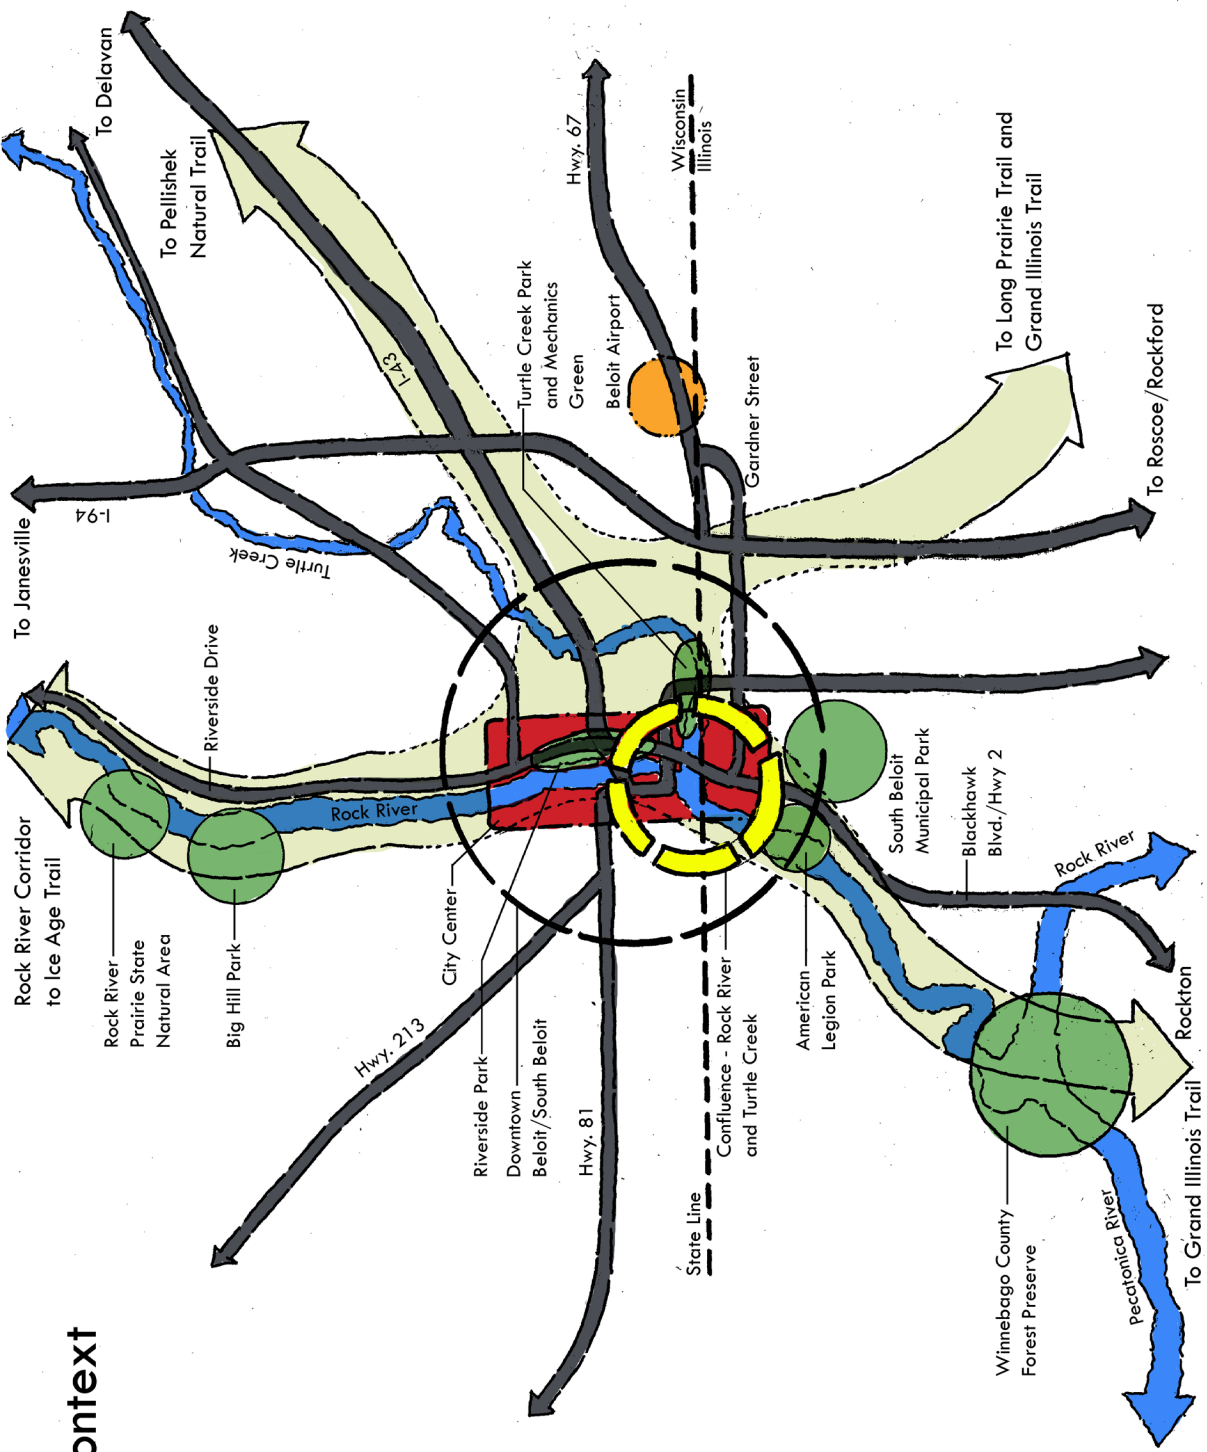 ontext
To Janesville
To Delavan
To Pellishek
Natural Trail
I-94
Turtle Creek
I-43
Hwy. 67
Wisconsin
Illinois
Rock River Corridor
to Ice Age Trail
Riverside Drive
Rock River
Rock River
Prairie State
Natural Area
Big Hill Park
City Center
Turtle Creek Park
and Mechanics
Green
Beloit Airport
Gardner Street
To Long Prairie Trail and
Grand Illinois Trail
To Roscoe/Rockford
Hwy. 213
Riverside Park
Downtown
Beloit/South Beloit
Hwy. 81
State Line
Confluence - Rock River
and Turtle Creek
American
Legion Park
South Beloit
Municipal Park
Blackhawk
Blvd./Hwy 2
Rock River
Rockton
Winnebago County
Forest Preserve
Pecatonica River
To Grand Illinois Trail